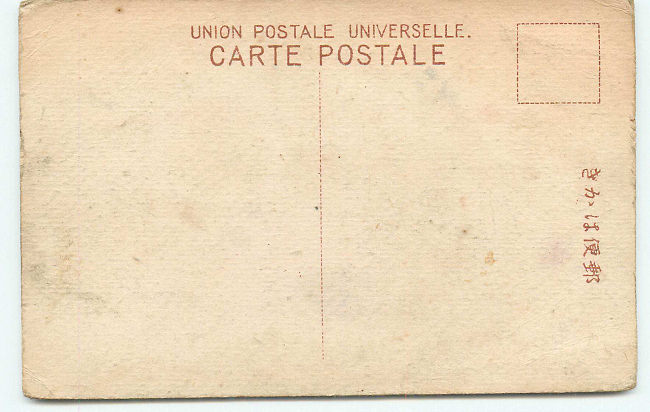 UNION POSTALE UNIVERSELLE.
CARTE POSTALE
郵便はかき